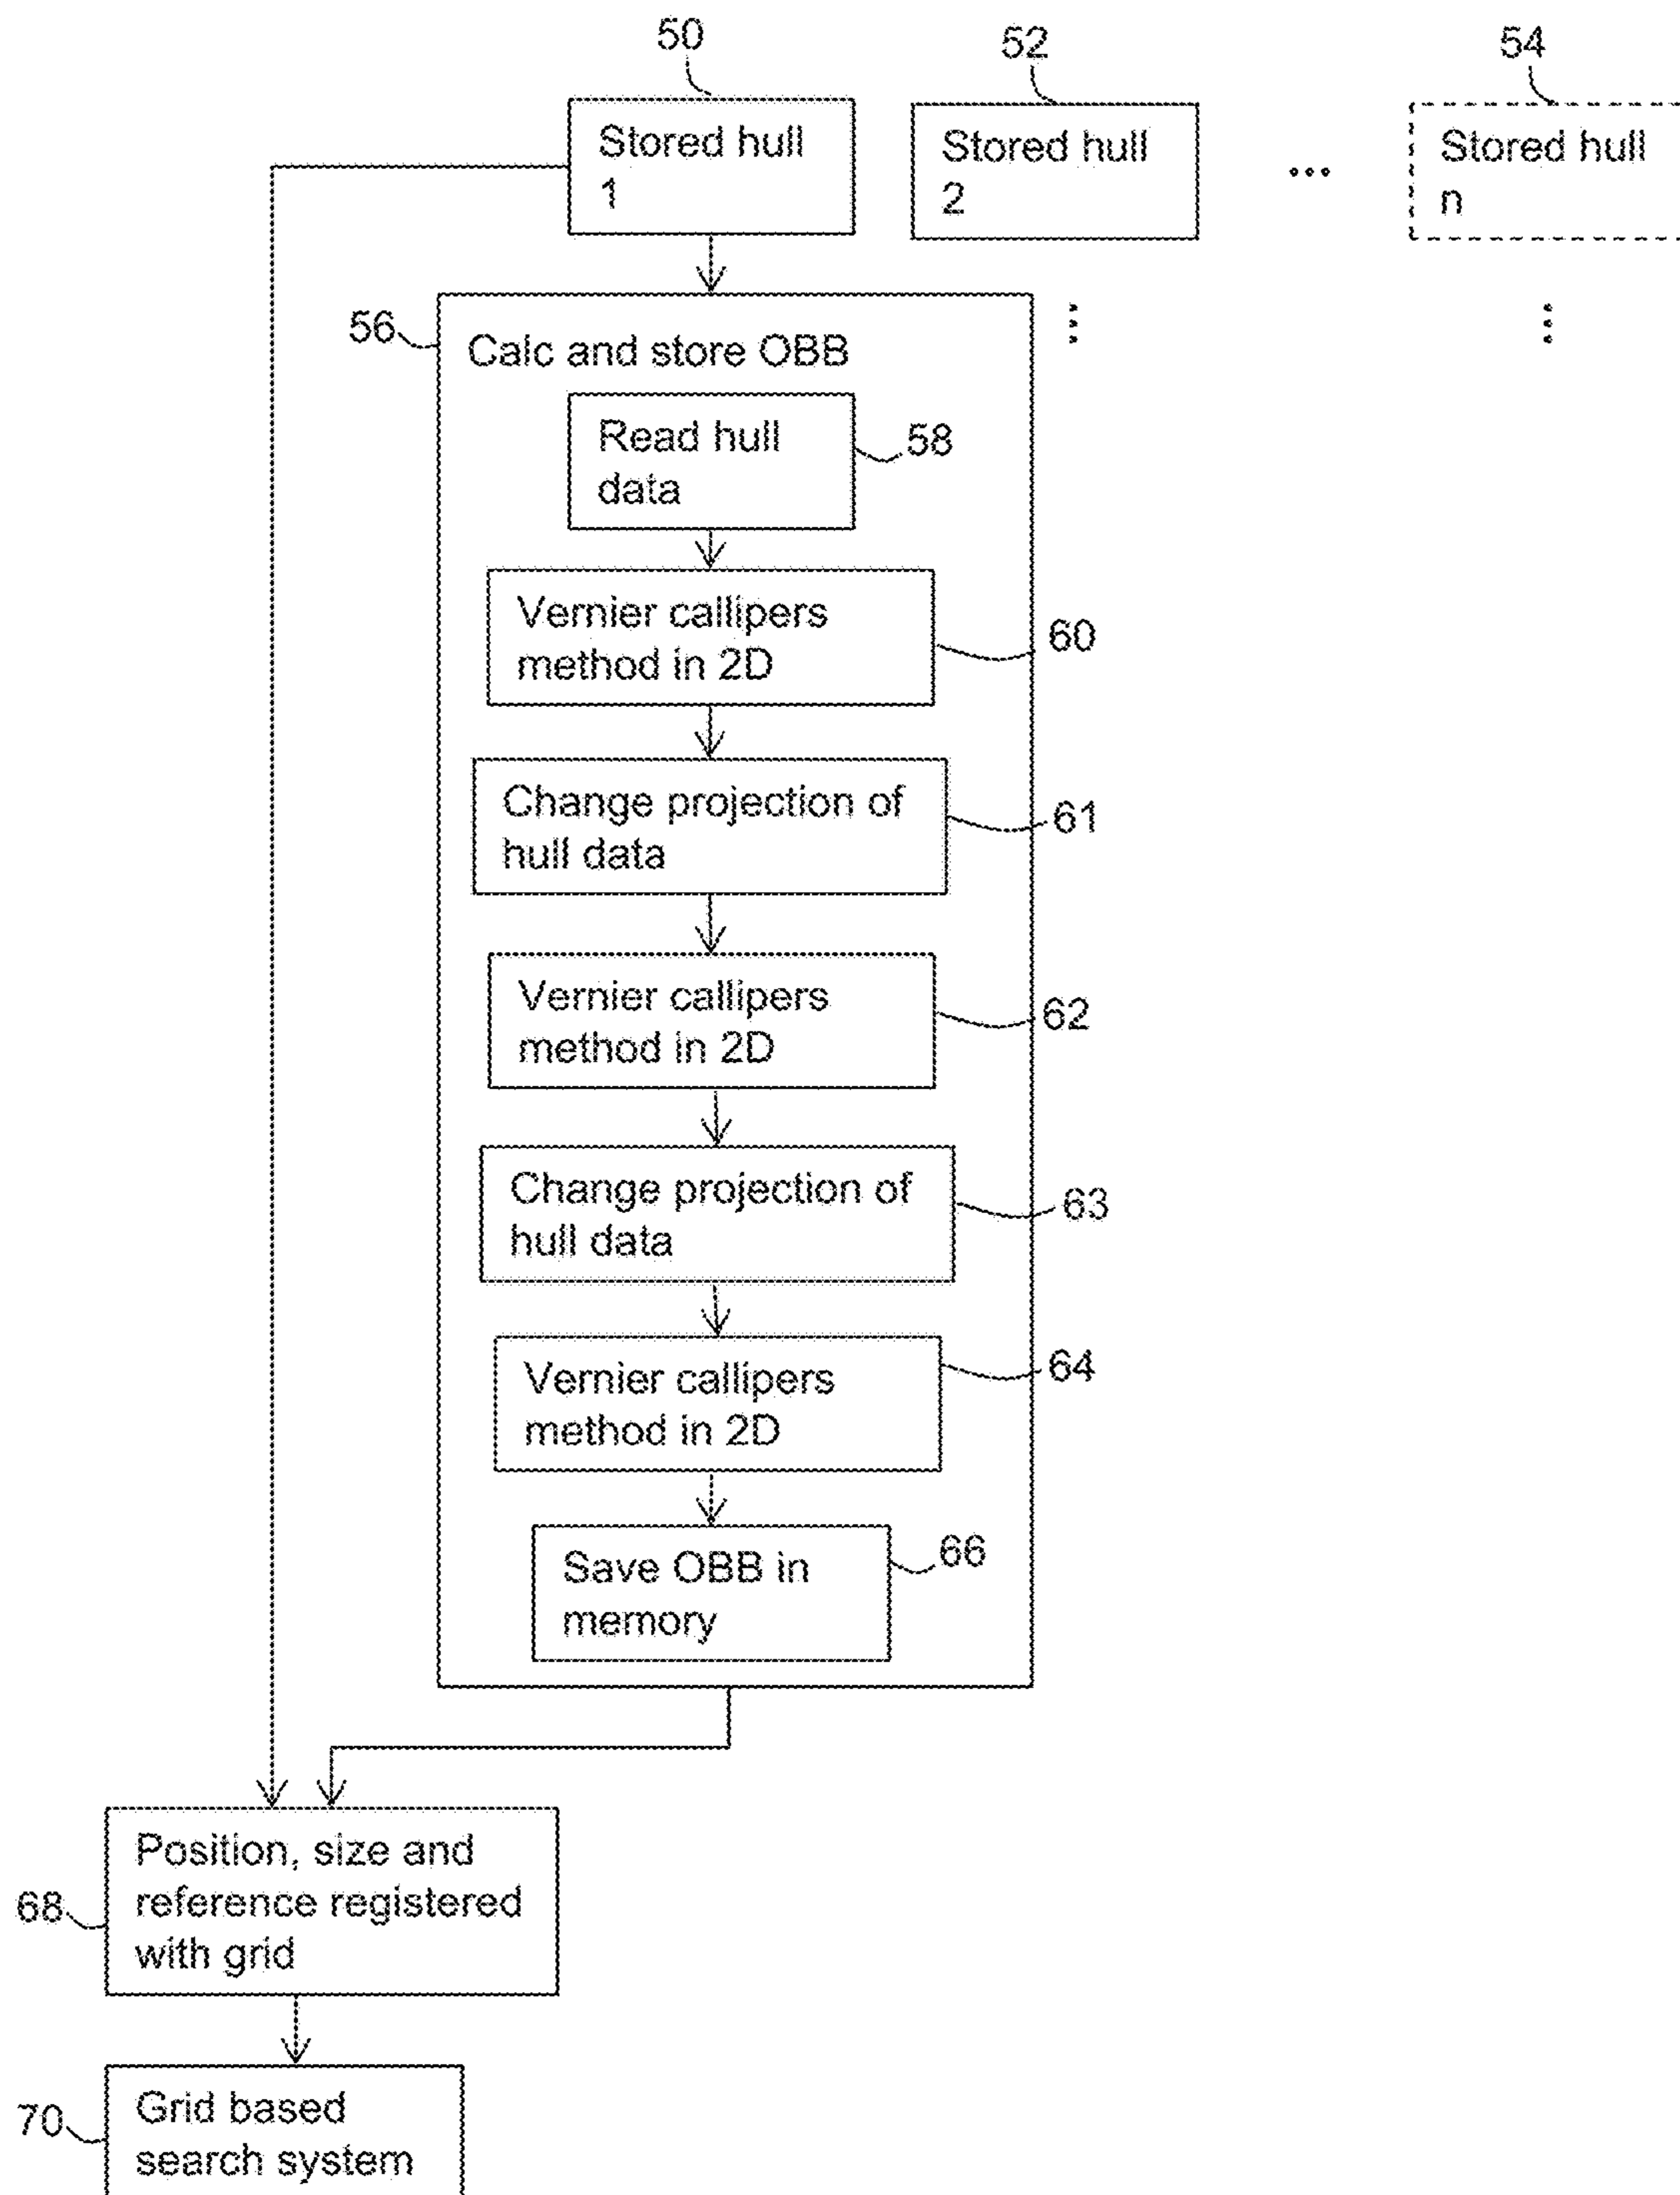 50
52
54
Stored hull
1
Stored hull
2
...
Stored hull
n
56
Calc and store OBB
Read hull
data
58
Vernier callipers
method in 2D
60
Change projection of
hull data
61
Vernier callipers
method in 2D
62
Change projection of
hull data
63
Vernier callipers
method in 2D
64
Save OBB in
memory
66
Position, size and
reference registered
with grid
68
Grid based
search system
70